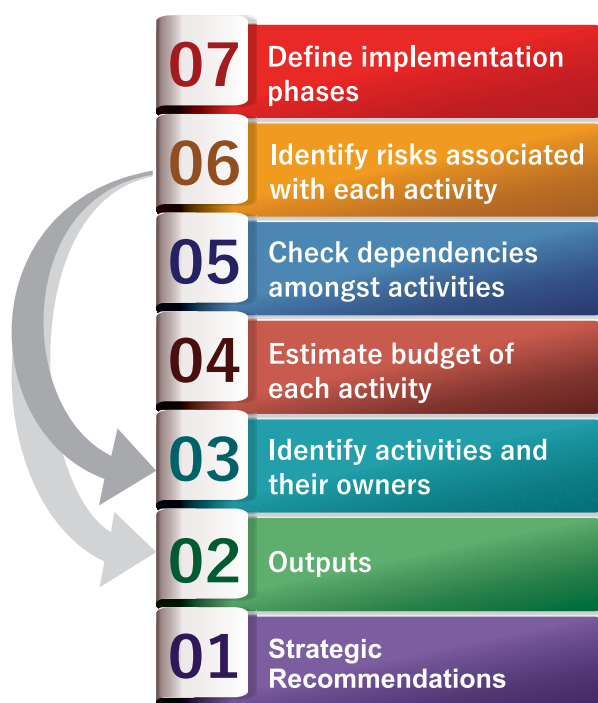 07
Define implementation
phases
06
Identify risks associated
with each activity
05
Check dependencies
amongst activities
04
Estimate budget of
each activity
03
Identify activities and
their owners
02
Outputs
01
Strategic
Recommendations